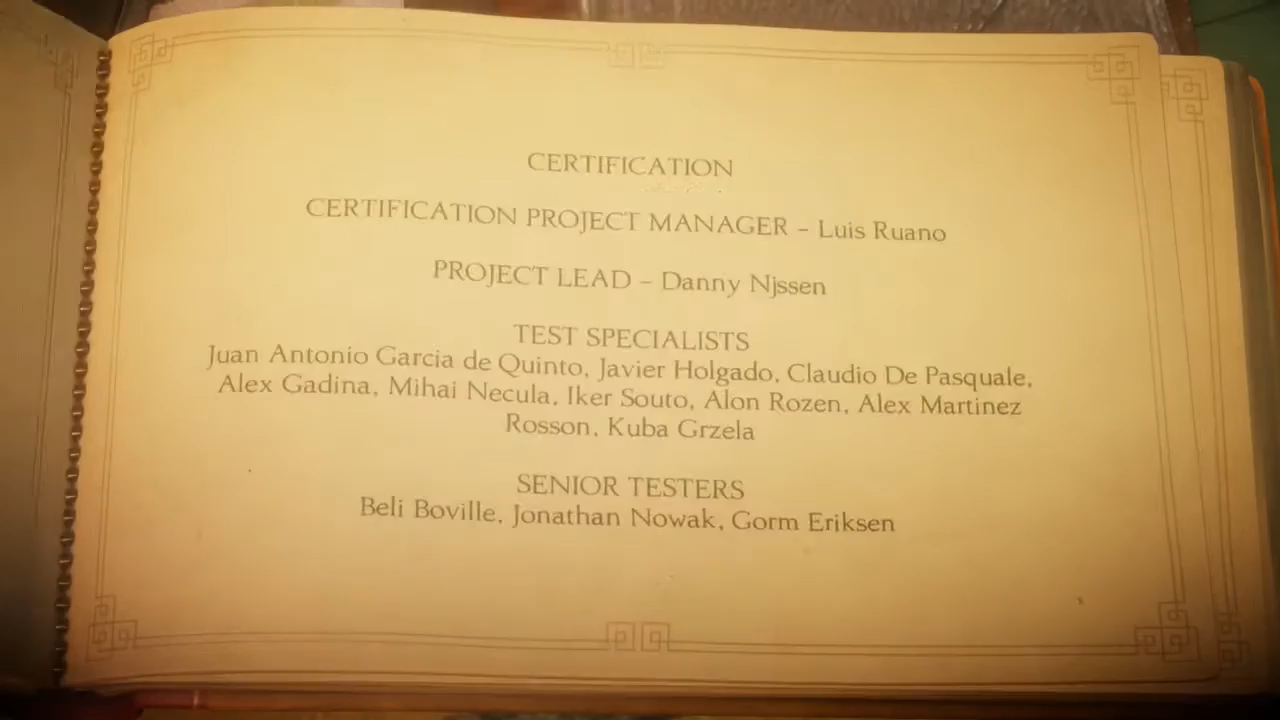 CERTIFICATION
CERTIFICATION PROJECT MANAGER – Luis Ruano
PROJECT LEAD – Danny Njssen
TEST SPECIALISTS
Juan Antonio Garcia de Quinto, Javier Holgado, Claudio De Pasquale,
Alex Gadina, Mihai Necula, Iker Souto, Alon Rozen, Alex Martinez
Rosson, Kuba Grzela
SENIOR TESTERS
Beli Boville, Jonathan Nowak, Gorm Eriksen